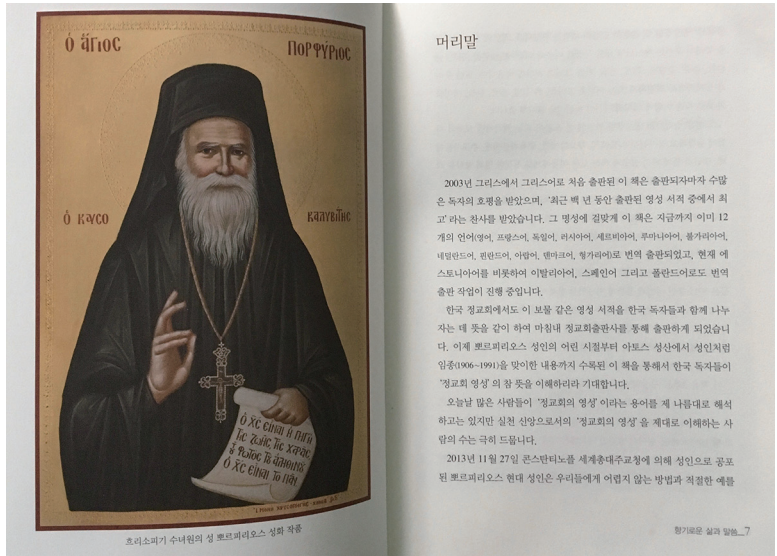 Ὁ ἍΓΙΟC
ΠΟΡΦΎΡΙΟC
Ὁ ΚΑΥCΟ
ΚΑΛΥΒΊΤΗC
Ὁ Χ̅C̅ ΕἾΝΑΙ Ἡ ΠΗΓΉ
ΤΗ͂C ΖΩΗ͂C, ΤΗ͂C ΧΑΡΑ͂C,
ΦΩΤΌC ΤΟΥ͂ ἈΛΗΘΙΝΟΥ͂
Ὁ Χ̅C̅ ΕἾΝΑΙ ΤΌ ΠΑ͂Ν
흐리소피기 수녀원의 성 뽀르피리오스 성화 작품
머리말
2003년 그리스에서 그리스어로 처음 출판된 이 책은 출판되자마자 수많
은 독자의 호평을 받았으며, '최근 백 년 동안 출판된 영성 서적 중에서 최
고'라는 찬사를 받았습니다. 그 명성에 걸맞게 이 책은 지금까지 이미 12
개의 언어(영어, 프랑스어, 독일어, 러시아어, 세르비아어, 루마니아어, 불가리아어,
네덜란드어, 핀란드어, 아랍어, 덴마크어, 헝가리어)로 번역 출판되었고, 현재 에
스토니아어를 비롯하여 이탈리아어, 스페인어 그리고 폴란드어로도 번역
출판 작업이 진행 중입니다.
한국 정교회에서도 이 보물 같은 영성 서적을 한국 독자들과 함께 나누
자는 데 뜻을 같이 하여 마침내 정교회출판사를 통해 출판하게 되었습니
다. 이제 뽀르피리오스 성인의 어린 시절부터 아토스 성산에서 성인처럼
임종(1906~1991)을 맞이한 내용까지 수록된 이 책을 통해서 한국 독자들이
'정교회 영성'의 참 뜻을 이해하리라 기대합니다.
오늘날 많은 사람들이 '정교회의 영성'이라는 용어를 제 나름대로 해석
하고는 있지만 실천 신앙으로서의 '정교회의 영성'을 제대로 이해하는 사
람의 수는 극히 드뭅니다.
2013년 11월 27일 콘스탄티노플 세계총대주교청에 의해 성인으로 공포
된 뽀르피리오스 현대 성인은 우리들에게 어렵지 않는 방법과 적절한 예를
향기로운 삶과 말씀_7